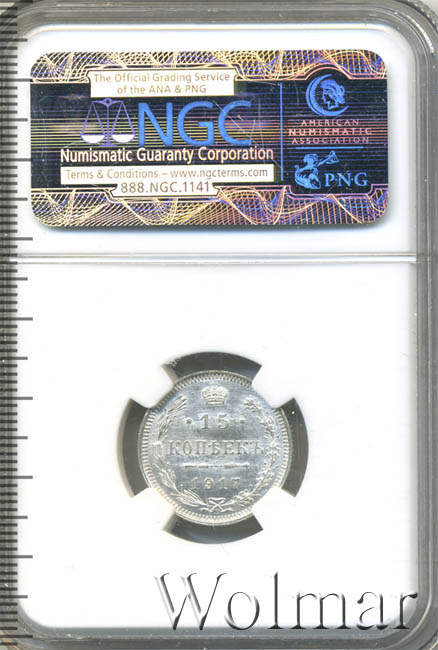 The Official Grading Service
of the ANA & PNG
NGC
Numismatic Guaranty Corporation
Terms & Conditions – www.ngcterms.com
888.NGC.1141
AMERICAN
NUMISMATIC
ASSOCIATION
PNG
15
КОПѢЕКЪ
1917
Wolmar